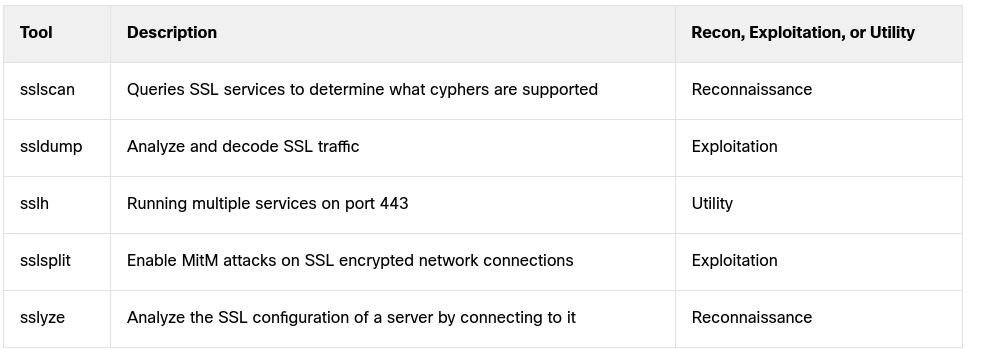 Tool Description Recon, Exploitation, or Utility
sslscan Queries SSL services to determine what cyphers are supported Reconnaissance
ssldump Analyze and decode SSL traffic Exploitation
sslh Running multiple services on port 443 Utility
sslsplit Enable MitM attacks on SSL encrypted network connections Exploitation
sslyze Analyze the SSL configuration of a server by connecting to it Reconnaissance